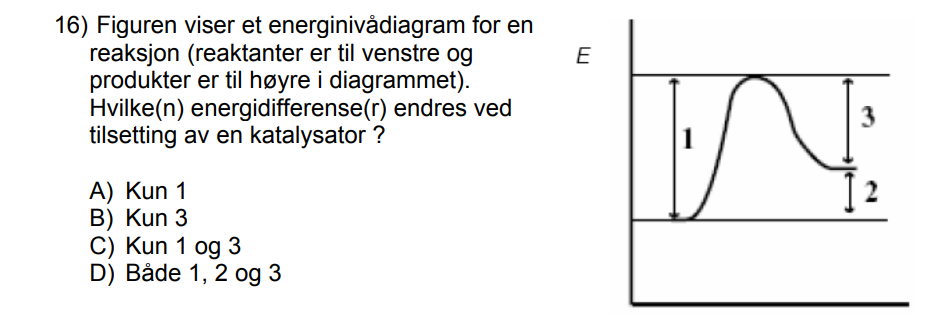 16) Figuren viser et energinivådiagram for en
reaksjon (reaktanter er til venstre og
produkter er til høyre i diagrammet).
Hvilke(n) energidifferense(r) endres ved
tilsetting av en katalysator ?
A) Kun 1
B) Kun 3
C) Kun 1 og 3
D) Både 1, 2 og 3
E
1
3
2